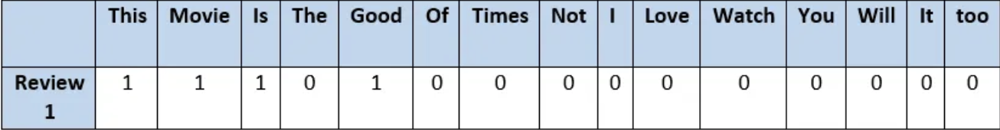 This Movie Is The Good Of Times Not I Love Watch You Will It too
Review 1 1 1 0 1 0 0 0 0 0 0 0 0 0 0
1